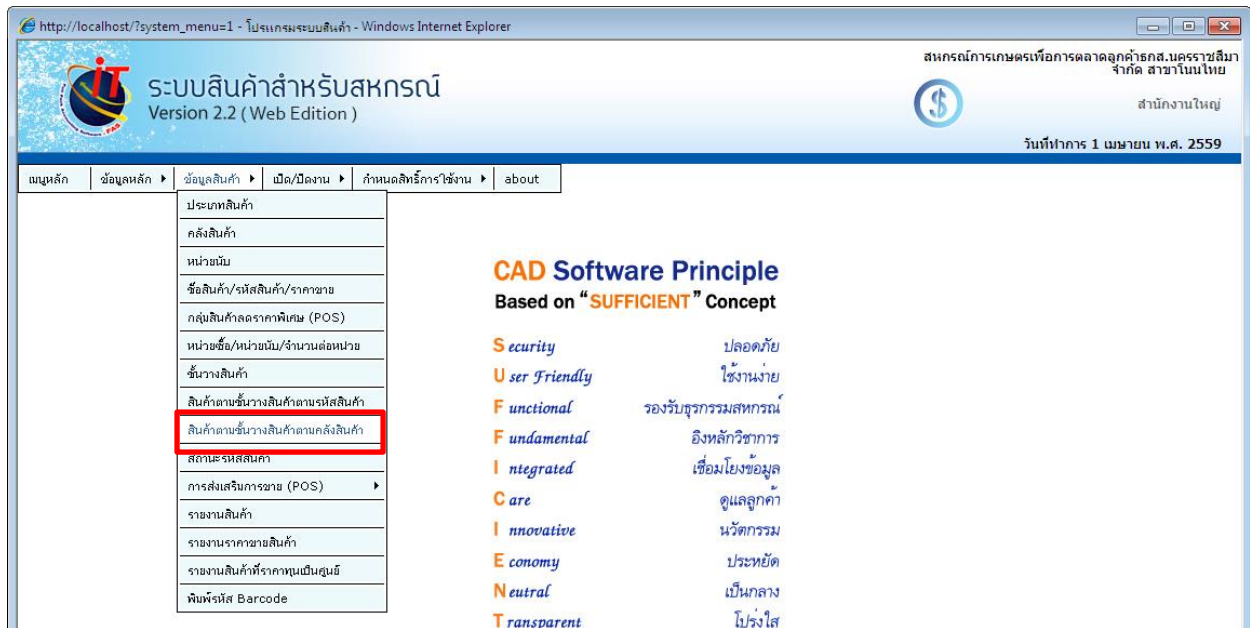 http://localhost/?system_menu=1 - โปรแกรมระบบสินค้า - Windows Internet Explorer
สหกรณ์การเกษตรเพื่อการตลาดลูกค้าธกส.นครราชสีมา
จำกัด สาขาโนนไทย
iT
ระบบสินค้าสำหรับสหกรณ์
Version 2.2 ( Web Edition )
สำนักงานใหญ่
วันที่ทำการ 1 เมษายน พ.ศ. 2559
เมนูหลัก ข้อมูลหลัก ข้อมูลสินค้า เปิด/ปิดงาน กำหนดสิทธิ์การใช้งาน about
ประเภทสินค้า
คลังสินค้า
หน่วยนับ
ชื่อสินค้า/รหัสสินค้า/ราคาขาย
กลุ่มสินค้าลดราคาพิเศษ (POS)
หน่วยซื้อ/หน่วยนับ/จำนวนต่อหน่วย
ชั้นวางสินค้า
สินค้าตามชั้นวางสินค้าตามรหัสสินค้า
สินค้าตามชั้นวางสินค้าตามคลังสินค้า
สถานะรหัสสินค้า
การส่งเสริมการขาย (POS)
รายงานสินค้า
รายงานราคาขายสินค้า
รายงานสินค้าที่ราคาทุนเป็นศูนย์
พิมพ์รหัส Barcode
CAD Software Principle
Based on “SUFFICIENT” Concept
S ecurity ปลอดภัย
U ser Friendly ใช้งานง่าย
F unctional รองรับธุรกรรมสหกรณ์
F undamental อิงหลักวิชาการ
I ntegrated เชื่อมโยงข้อมูล
C are ดูแลลูกค้า
I nnovative นวัตกรรม
E conomy ประหยัด
N eutral เป็นกลาง
T ransparent โปร่งใส